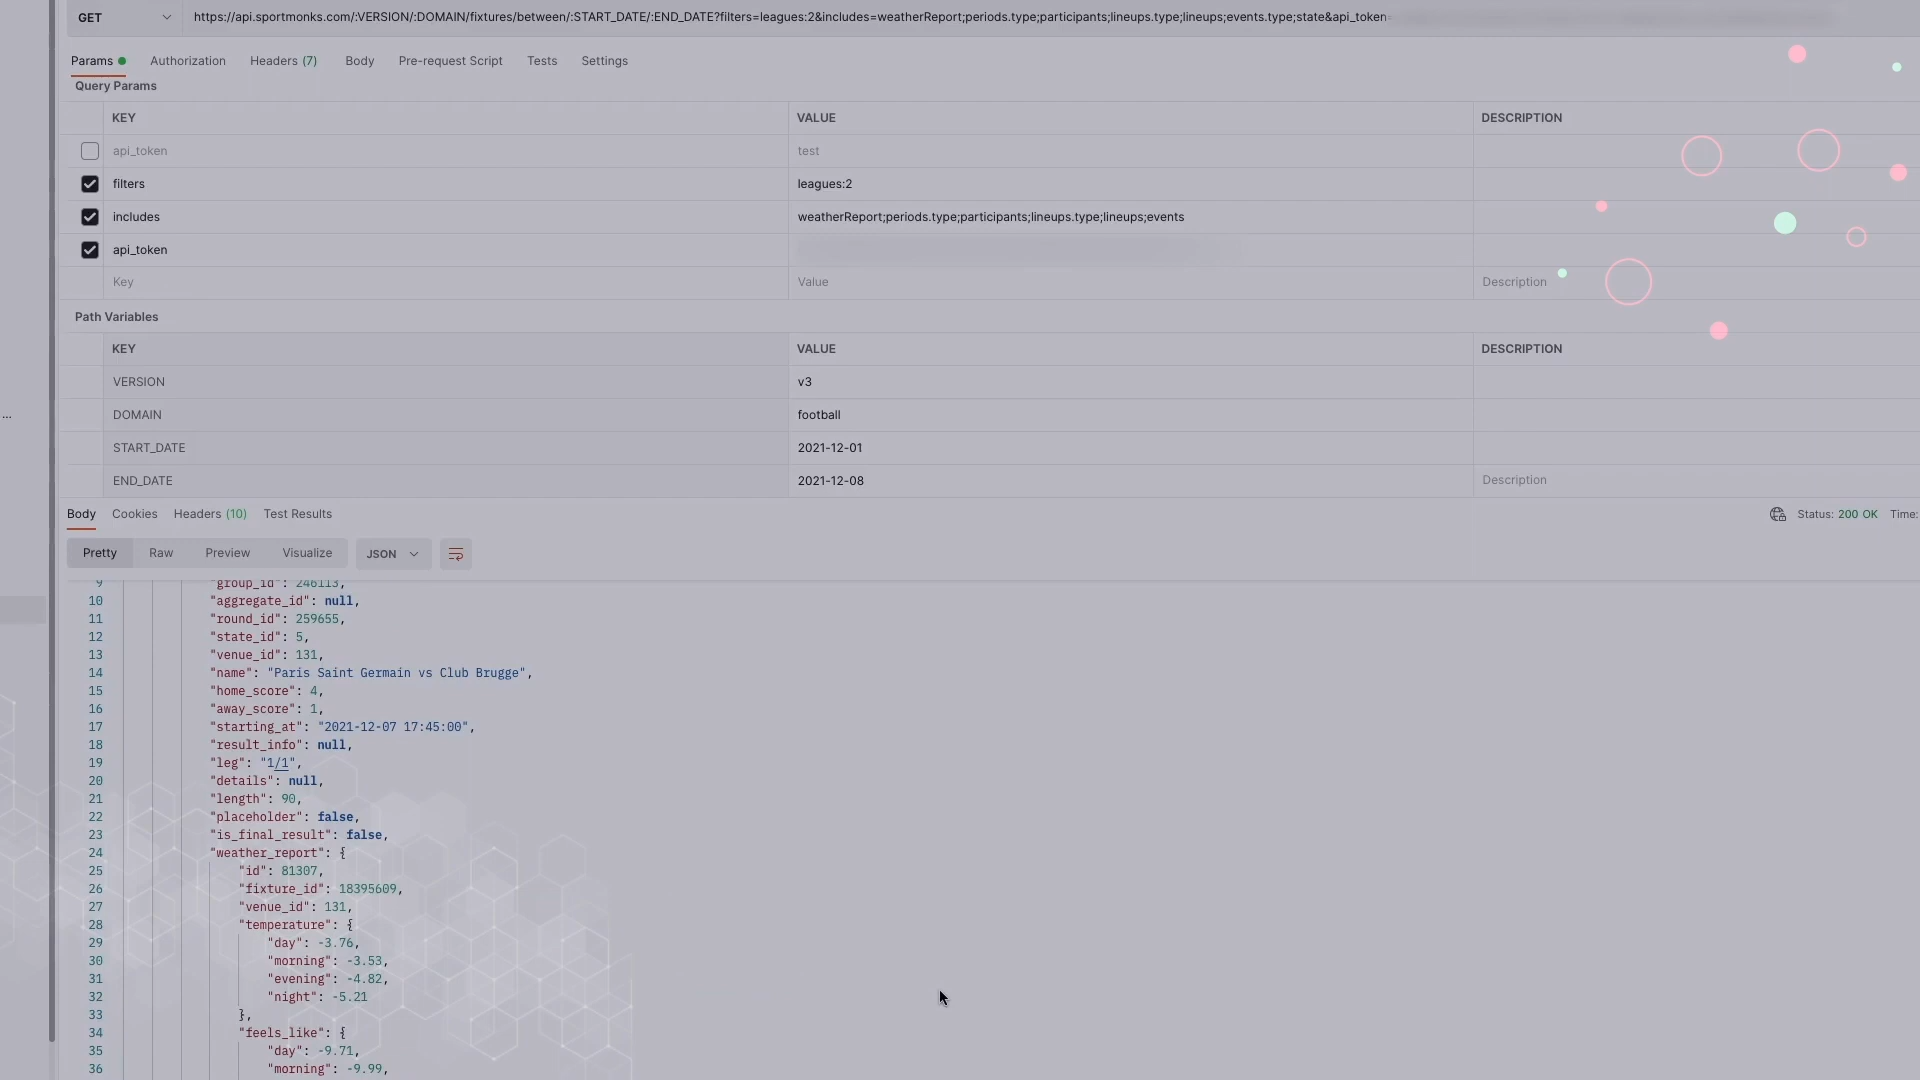 GET https://api.sportmonks.com/:VERSION/:DOMAIN/fixtures/between/:START_DATE/:END_DATE?filters=leagues:2&includes=weatherReport;periods.type;participants;lineups.type;lineups;events.type;state&api_token=
Params Authorization Headers (7) Body Pre-request Script Tests Settings
Query Params
KEY VALUE DESCRIPTION
api_token test
filters leagues:2
includes weatherReport;periods.type;participants;lineups.type;lineups;events
api_token
Key Value Description
Path Variables
KEY VALUE DESCRIPTION
VERSION v3
DOMAIN football
...
START_DATE 2021-12-01
END_DATE 2021-12-08 Description
Body Cookies Headers (10) Test Results Status: 200 OK Time:
Pretty Raw Preview Visualize JSON
9 "group_id": 246113,
10 "aggregate_id": null,
11 "round_id": 259655,
12 "state_id": 5,
13 "venue_id": 131,
14 "name": "Paris Saint Germain vs Club Brugge",
15 "home_score": 4,
16 "away_score": 1,
17 "starting_at": "2021-12-07 17:45:00",
18 "result_info": null,
19 "leg": "1/1",
20 "details": null,
21 "length": 90,
22 "placeholder": false,
23 "is_final_result": false,
24 "weather_report": {
25 "id": 81307,
26 "fixture_id": 18395609,
27 "venue_id": 131,
28 "temperature": {
29 "day": -3.76,
30 "morning": -3.53,
31 "evening": -4.82,
32 "night": -5.21
33 },
34 "feels_like": {
35 "day": -9.71,
36 "morning": -9.99,